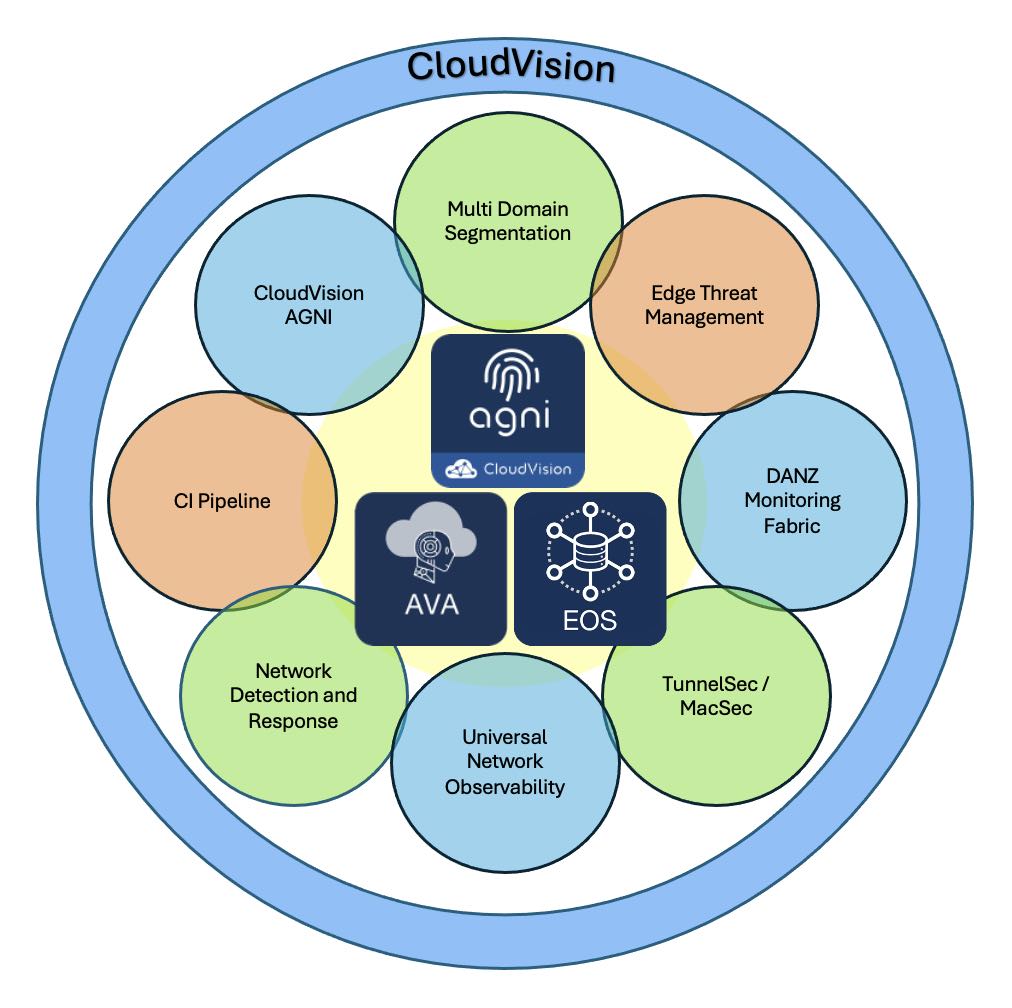 CloudVision
Multi Domain
Segmentation
CloudVision
AGNI
Edge Threat
Management
agni
CloudVision
CI Pipeline
DANZ
Monitoring
Fabric
AVA
EOS
Network
Detection and
Response
TunnelSec /
MacSec
Universal
Network
Observability